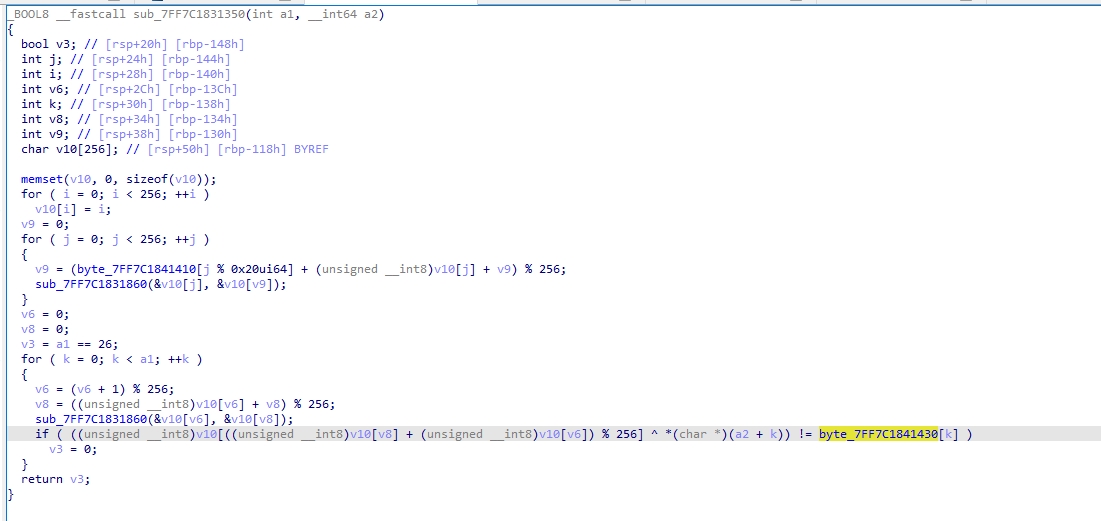 _BOOL8 __fastcall sub_7FF7C1831350(int a1, __int64 a2)
{
  bool v3; // [rsp+20h] [rbp-148h]
  int j; // [rsp+24h] [rbp-144h]
  int i; // [rsp+28h] [rbp-140h]
  int v6; // [rsp+2Ch] [rbp-13Ch]
  int k; // [rsp+30h] [rbp-138h]
  int v8; // [rsp+34h] [rbp-134h]
  int v9; // [rsp+38h] [rbp-130h]
  char v10[256]; // [rsp+50h] [rbp-118h] BYREF

  memset(v10, 0, sizeof(v10));
  for ( i = 0; i < 256; ++i )
    v10[i] = i;
  v9 = 0;
  for ( j = 0; j < 256; ++j )
  {
    v9 = (byte_7FF7C1841410[j % 0x20ui64] + (unsigned __int8)v10[j] + v9) % 256;
    sub_7FF7C1831860(&v10[j], &v10[v9]);
  }
  v6 = 0;
  v8 = 0;
  v3 = a1 == 26;
  for ( k = 0; k < a1; ++k )
  {
    v6 = (v6 + 1) % 256;
    v8 = ((unsigned __int8)v10[v6] + v8) % 256;
    sub_7FF7C1831860(&v10[v6], &v10[v8]);
    if ( ((unsigned __int8)v10[((unsigned __int8)v10[v8] + (unsigned __int8)v10[v6]) % 256] ^ *(char *)(a2 + k)) != byte_7FF7C1841430[k] )
      v3 = 0;
  }
  return v3;
}